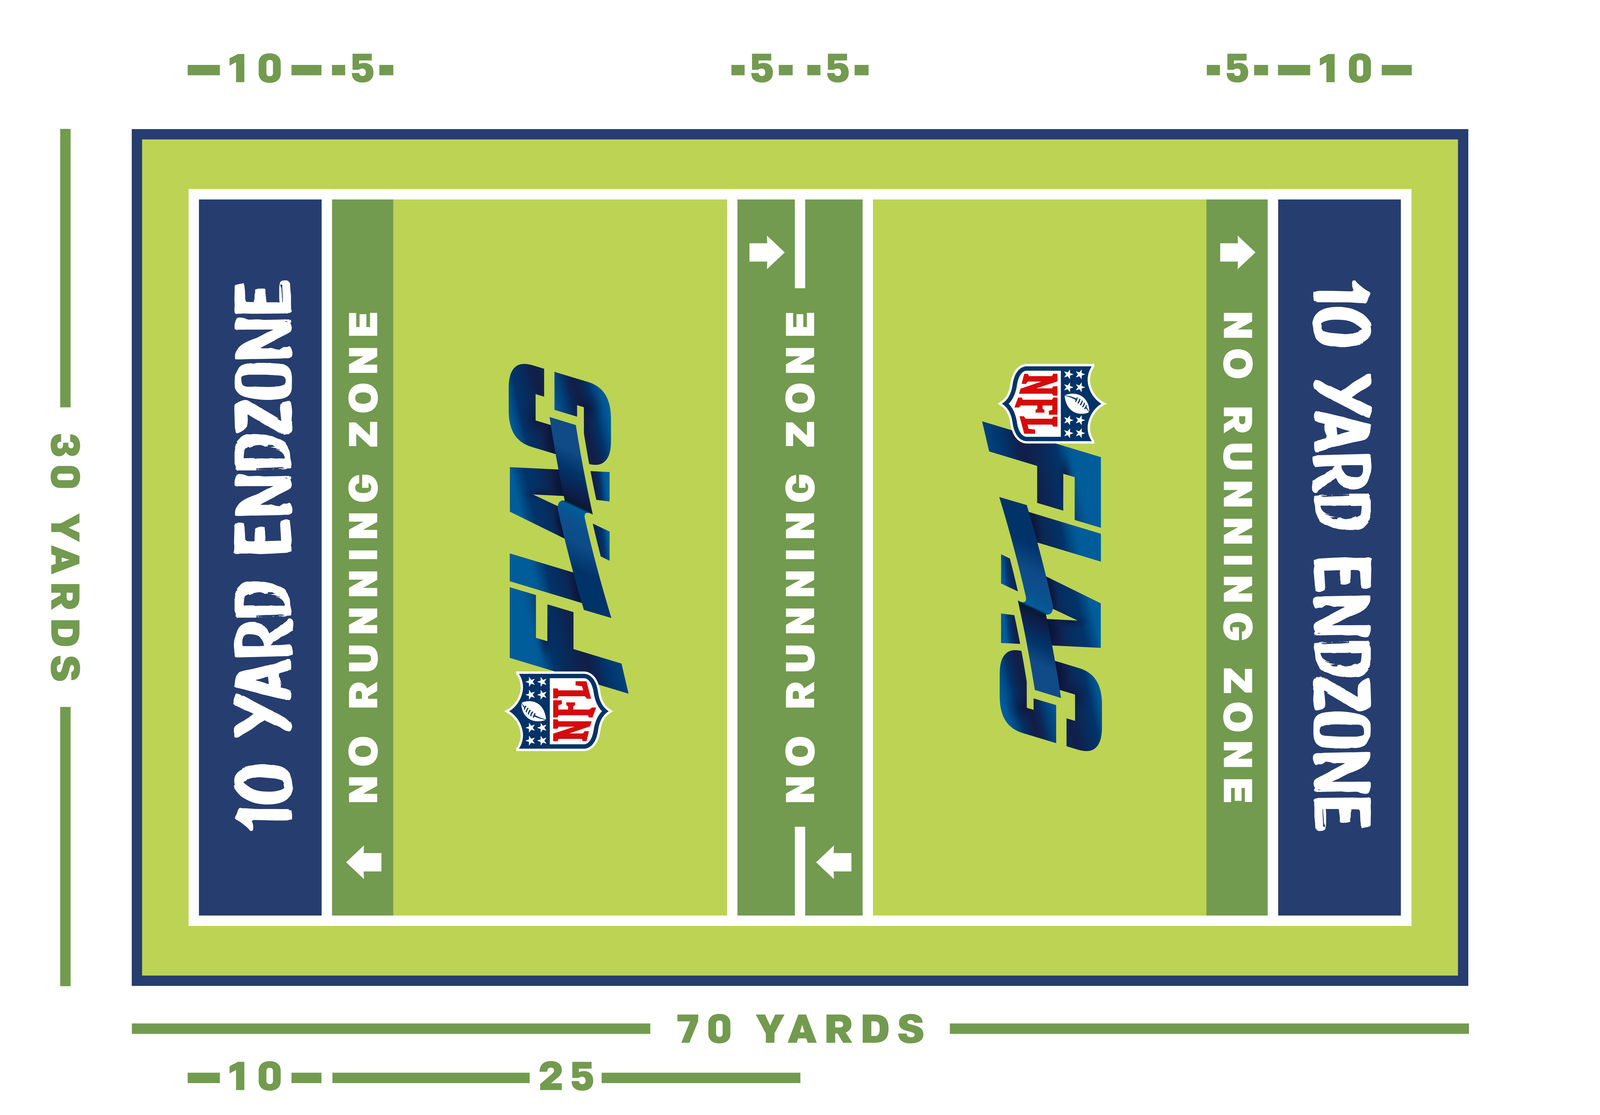 10 5 5 5 5 10
30 YARDS
10 YARD ENDZONE
NO RUNNING ZONE
FLAG
NFL
NO RUNNING ZONE
NFL
FLAG
NO RUNNING ZONE
10 YARD ENDZONE
70 YARDS
10 25